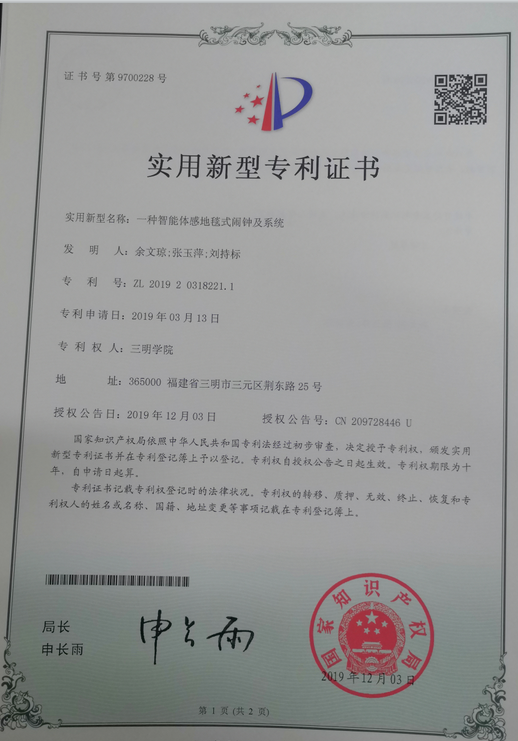 证书号第9700228号
实用新型专利证书
实用新型名称：一种智能体感地毯式闹钟及系统
发明人：余文琼;张玉萍;刘持标
专利号：ZL 2019 2 0318221.1
专利申请日：2019年03月13日
专利权人：三明学院
地址：365000 福建省三明市三元区荆东路25号
授权公告日：2019年12月03日 授权公告号：CN 209728446 U
国家知识产权局依照中华人民共和国专利法经过初步审查，决定授予专利权，颁发实用
新型专利证书并在专利登记簿上予以登记。专利权自授权公告之日起生效。专利权期限为十
年，自申请日起算。
专利证书记载专利权登记时的法律状况。专利权的转移、质押、无效、终止、恢复和专
利权人的姓名或名称、国籍、地址变更等事项记载在专利登记簿上。
局长
申长雨
申长雨
国家知识产权局
2019年12月03日
第1页(共2页)